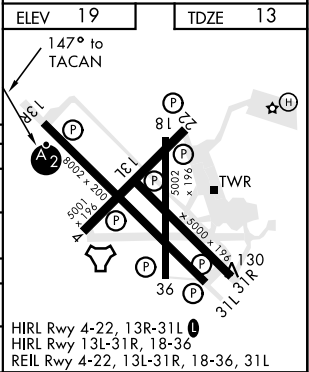 ELEV 19
TDZE 13
147° to
TACAN
13R
P
A2
8002 x 200
5001
x 196
4
P
13L
P
18
22
P
5002
x 196
H
TWR
x 5000 x 196
P
P
P
36
130
31R
31L
HIRL Rwy 4-22, 13R-31L L
HIRL Rwy 13L-31R, 18-36
REIL Rwy 4-22, 13L-31R, 18-36, 31L